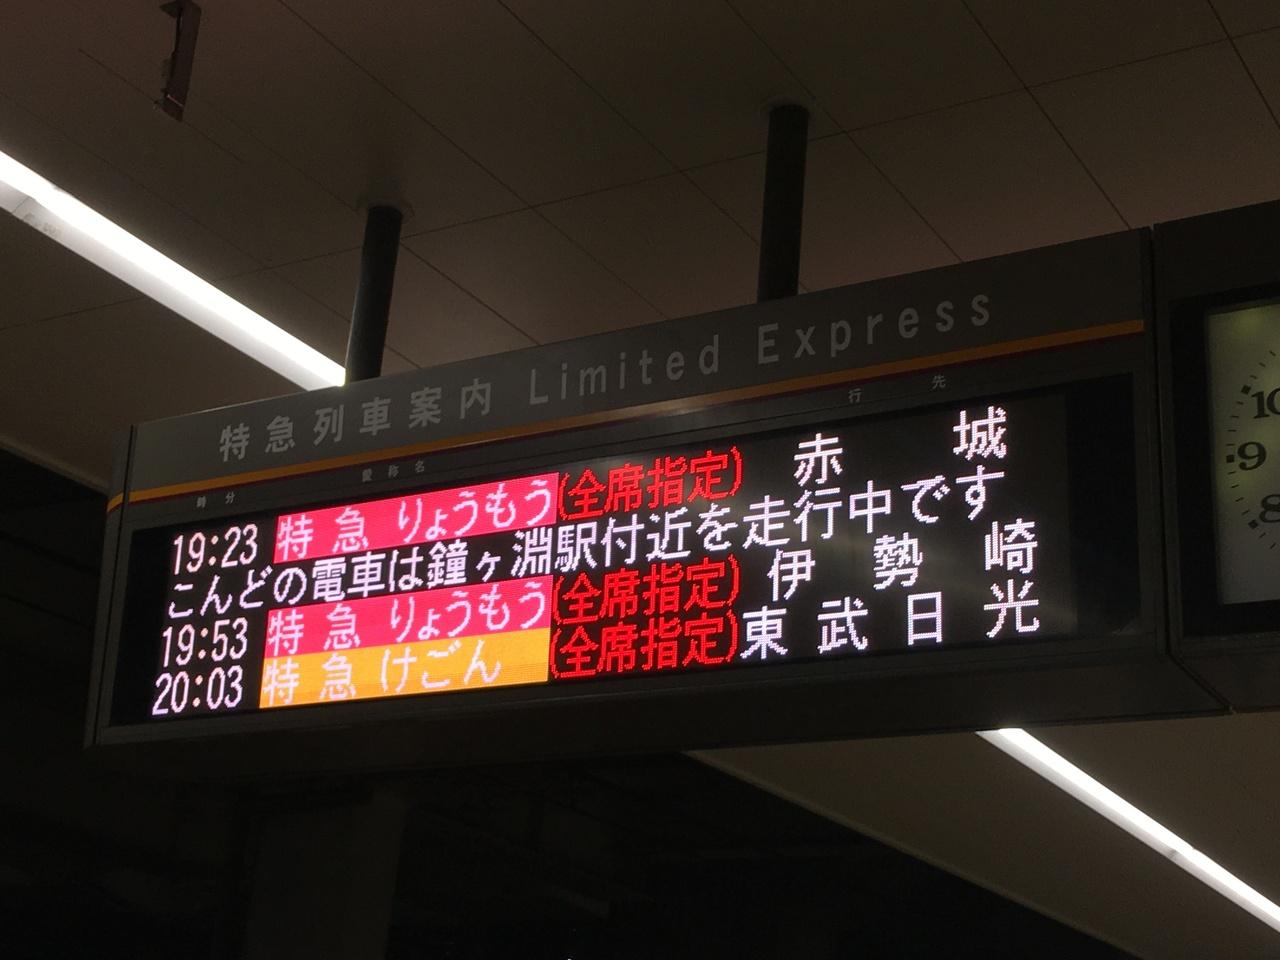 特急列車案内 Limited Express
時分 愛称名 行先
19:23 特急 りょうもう (全席指定) 赤城
こんどの電車は鐘ヶ淵駅付近を走行中です
19:53 特急 りょうもう (全席指定) 伊勢崎
20:03 特急 けごん (全席指定) 東武日光
10
9
8